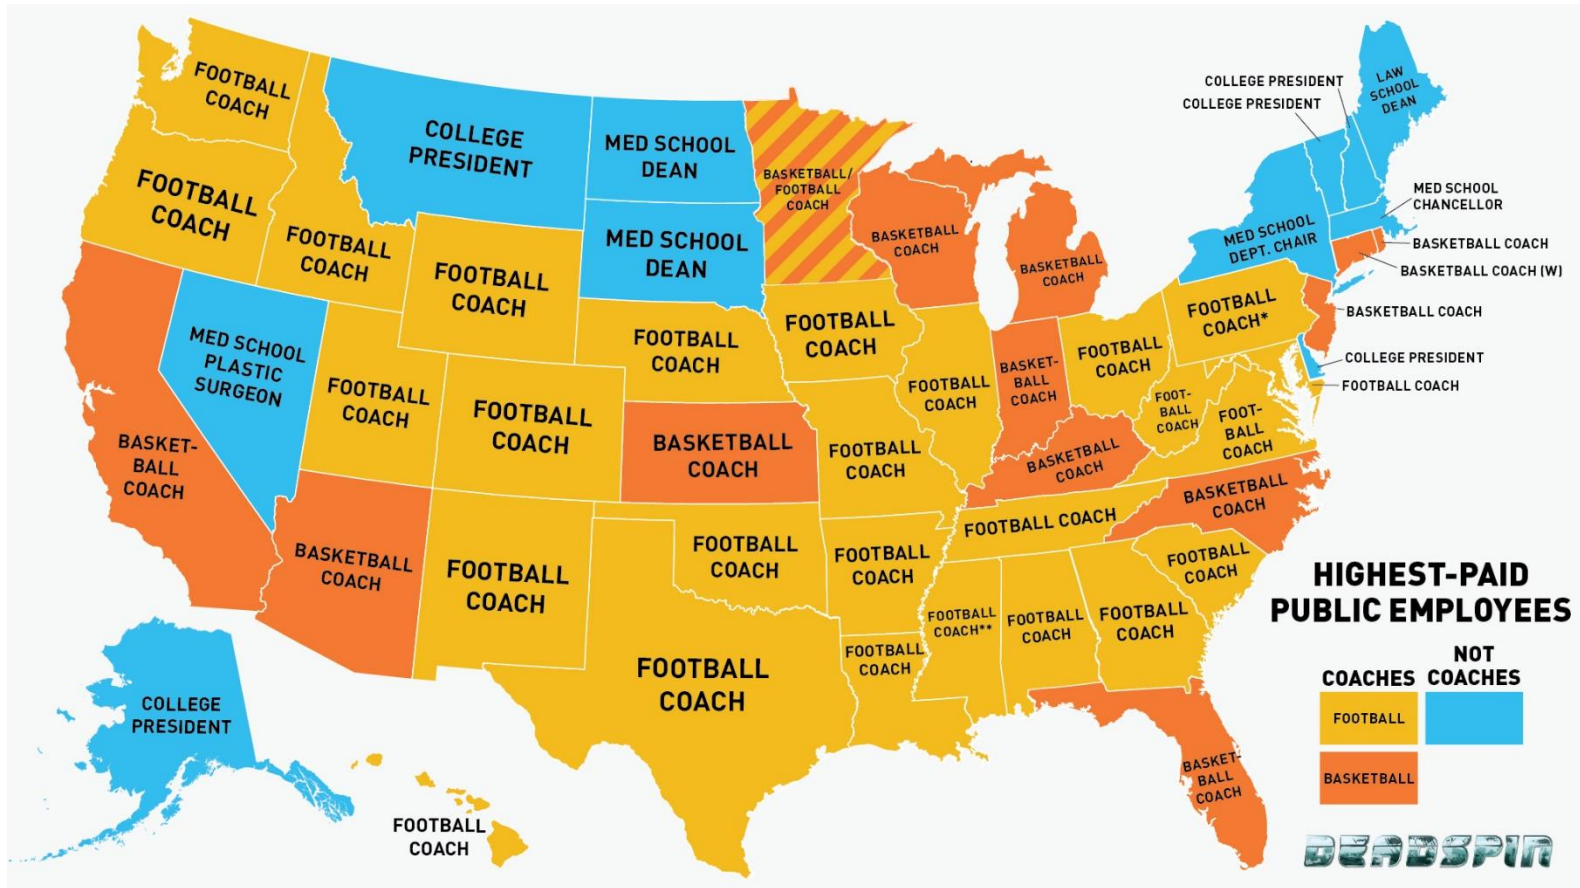 FOOTBALL
COACH
FOOTBALL
COACH
FOOTBALL
COACH
COLLEGE
PRESIDENT
MED SCHOOL
DEAN
MED SCHOOL
DEAN
BASKETBALL/
FOOTBALL
COACH
BASKETBALL
COACH
BASKETBALL
COACH
COLLEGE PRESIDENT
COLLEGE PRESIDENT
LAW
SCHOOL
DEAN
MED SCHOOL
CHANCELLOR
MED SCHOOL
DEPT. CHAIR
BASKETBALL COACH
BASKETBALL COACH (W)
BASKETBALL COACH
COLLEGE PRESIDENT
FOOTBALL COACH
FOOTBALL
COACH
MED SCHOOL
PLASTIC
SURGEON
BASKET-
BALL
COACH
FOOTBALL
COACH
FOOTBALL
COACH
FOOTBALL
COACH
BASKETBALL
COACH
FOOTBALL
COACH
FOOTBALL
COACH
FOOTBALL
COACH
BASKET-
BALL
COACH
FOOTBALL
COACH
FOOTBALL
COACH*
FOOT-
BALL
COACH
FOOT-
BALL
COACH
BASKETBALL
COACH
BASKETBALL
COACH
FOOTBALL COACH
BASKETBALL
COACH
FOOTBALL
COACH
FOOTBALL
COACH
FOOTBALL
COACH
FOOTBALL
COACH
FOOTBALL
COACH
FOOTBALL
COACH**
FOOTBALL
COACH
FOOTBALL
COACH
FOOTBALL
COACH
BASKET-
BALL
COACH
COLLEGE
PRESIDENT
FOOTBALL
COACH
HIGHEST-PAID
PUBLIC EMPLOYEES
COACHES
NOT
COACHES
FOOTBALL
BASKETBALL
DEADSPIN